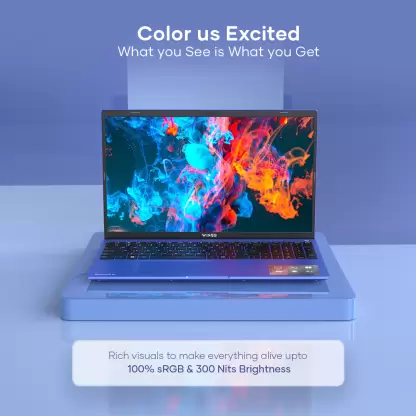 Color us Excited
What you See is What you Get
WINGS
Rich visuals to make everything alive upto
100% sRGB & 300 Nits Brightness